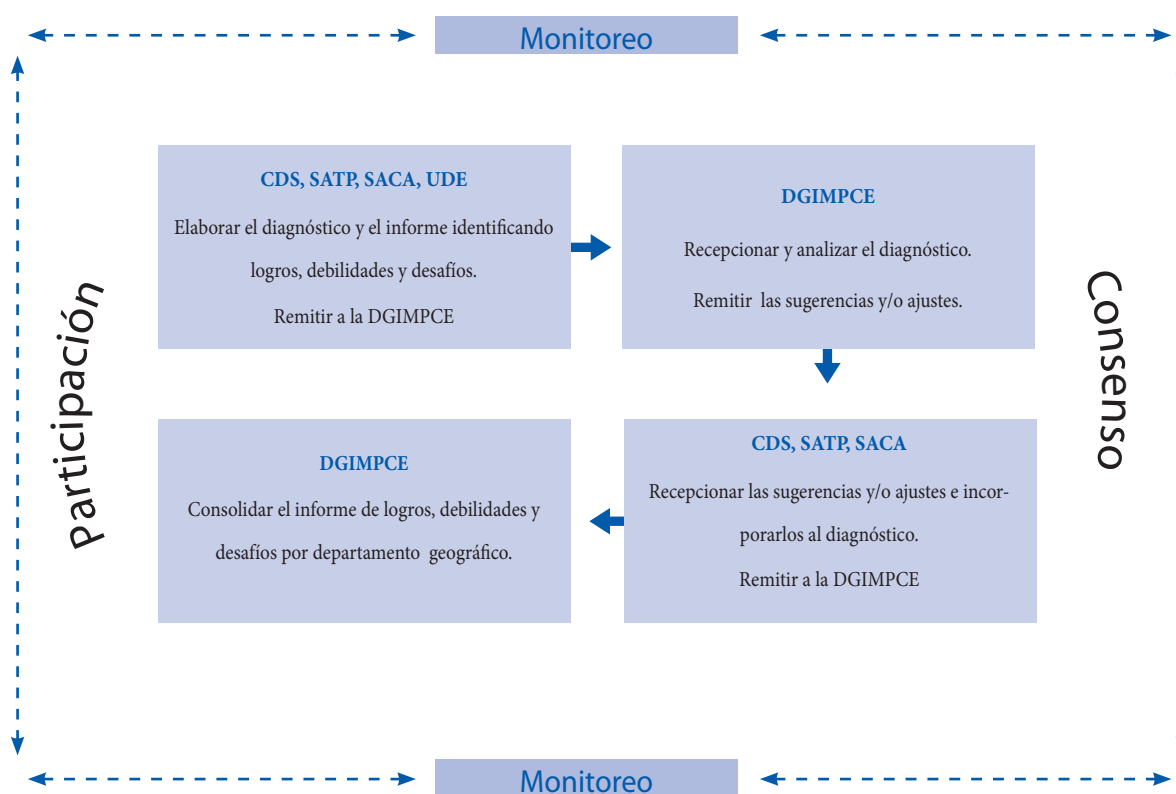 Monitoreo
Participación
CDS, SATP, SACA, UDE
Elaborar el diagnóstico y el informe identificando
logros, debilidades y desafíos.
Remitir a la DGIMPCE
DGIMPCE
Recepcionar y analizar el diagnóstico.
Remitir las sugerencias y/o ajustes.
CDS, SATP, SACA
Recepcionar las sugerencias y/o ajustes e incor-
porarlos al diagnóstico.
Remitir a la DGIMPCE
DGIMPCE
Consolidar el informe de logros, debilidades y
desafíos por departamento geográfico.
Consenso
Monitoreo